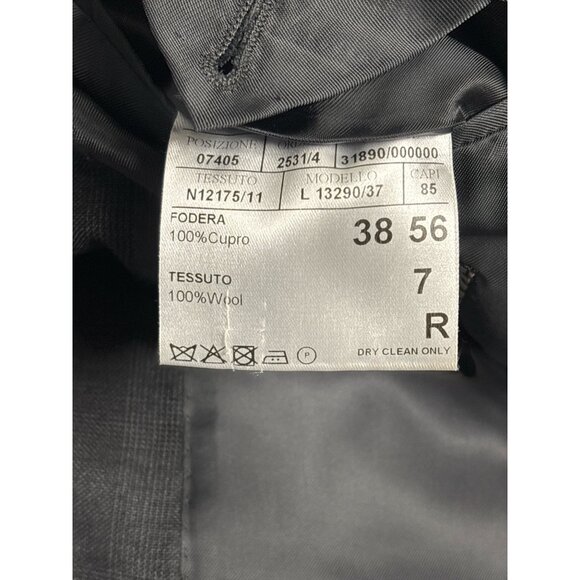 POSIZIONE
07405 2531/4 31890/000000
TESSUTO MODELLO CAPI
N12175/11 L 13290/37 85
FODERA
100%Cupro 38 56
TESSUTO 7
100%Wool
R
P
DRY CLEAN ONLY